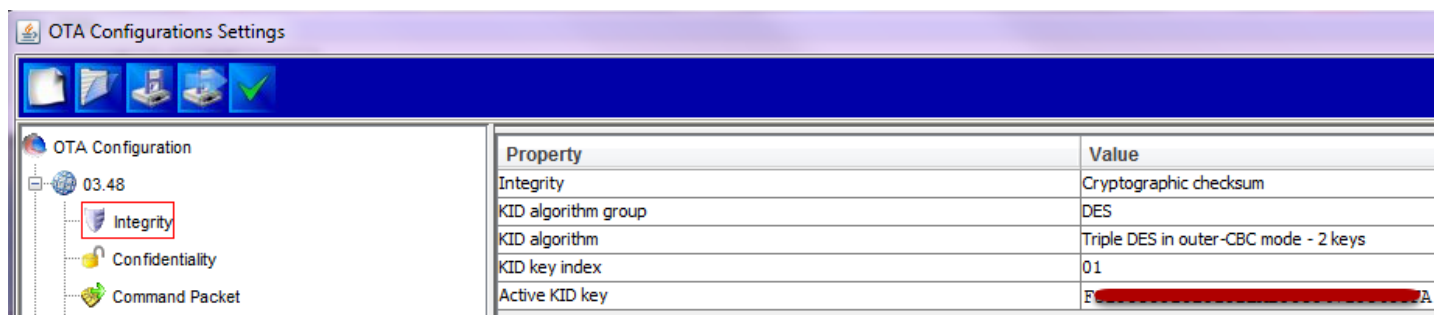 OTA Configurations Settings
OTA Configuration
03.48
Integrity
Confidentiality
Command Packet
Property Value
Integrity Cryptographic checksum
KID algorithm group DES
KID algorithm Triple DES in outer-CBC mode - 2 keys
KID key index 01
Active KID key